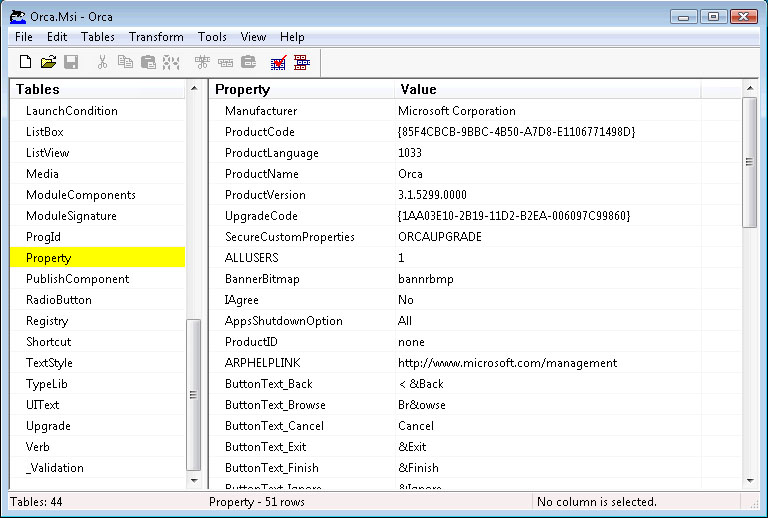 Orca.Msi - Orca
File Edit Tables Transform Tools View Help
Tables
LaunchCondition
ListBox
ListView
Media
ModuleComponents
ModuleSignature
ProgId
Property
PublishComponent
RadioButton
Registry
Shortcut
TextStyle
TypeLib
UIText
Upgrade
Verb
_Validation
Property Value
Manufacturer Microsoft Corporation
ProductCode {85F4CBCB-9BBC-4B50-A7D8-E1106771498D}
ProductLanguage 1033
ProductName Orca
ProductVersion 3.1.5299.0000
UpgradeCode {1AA03E10-2B19-11D2-B2EA-006097C99860}
SecureCustomProperties ORCAUPGRADE
ALLUSERS 1
BannerBitmap bannrbmp
IAgree No
AppsShutdownOption All
ProductID none
ARPHELPLINK http://www.microsoft.com/management
ButtonText_Back < &Back
ButtonText_Browse Br&owse
ButtonText_Cancel Cancel
ButtonText_Exit &Exit
ButtonText_Finish &Finish
ButtonText_Ignore &Ignore
Tables: 44 Property - 51 rows No column is selected.